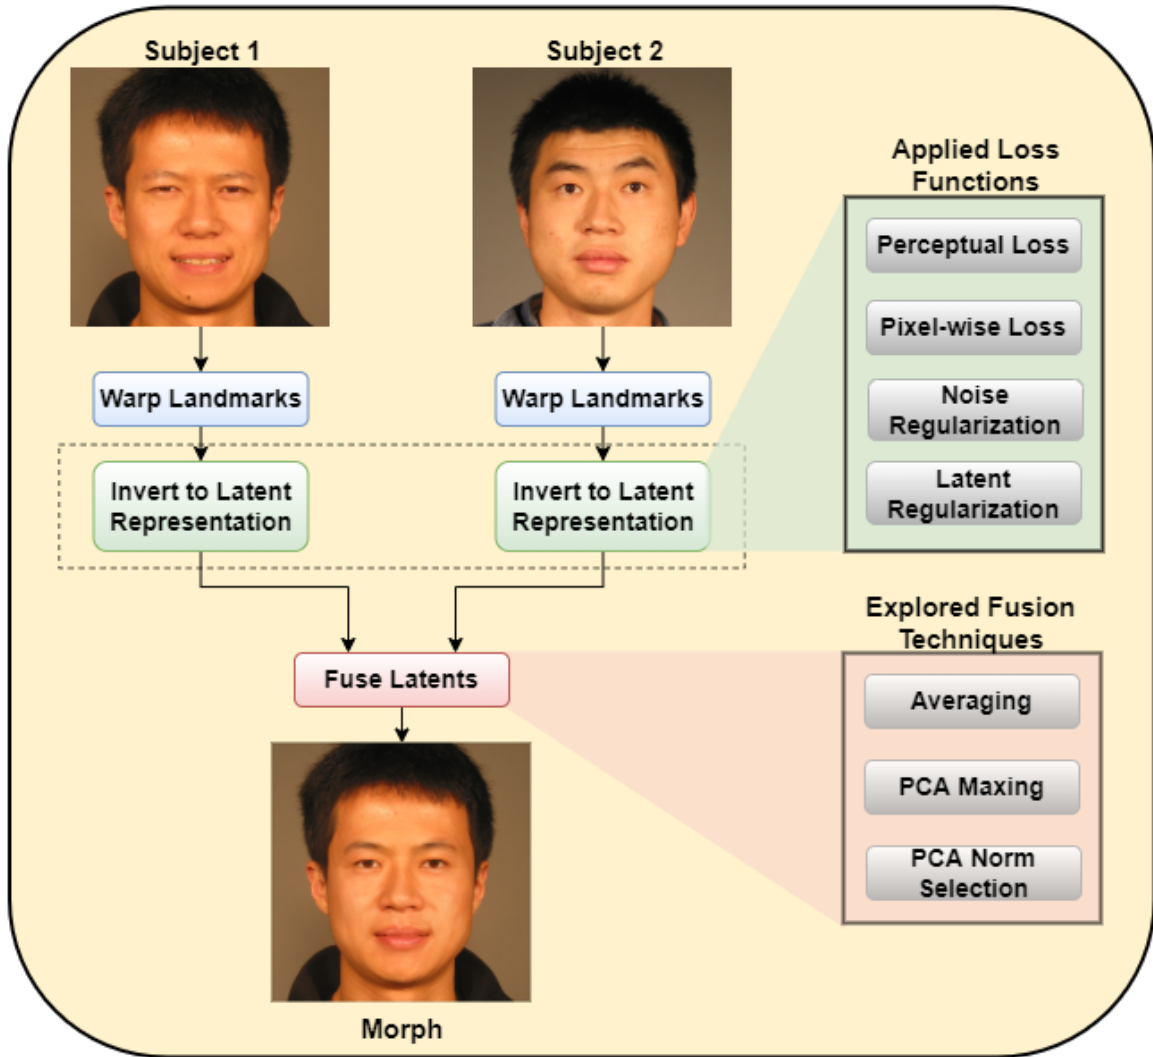 Subject 1
Subject 2
Warp Landmarks
Warp Landmarks
Invert to Latent
Representation
Invert to Latent
Representation
Fuse Latents
Morph
Applied Loss
Functions
Perceptual Loss
Pixel-wise Loss
Noise
Regularization
Latent
Regularization
Explored Fusion
Techniques
Averaging
PCA Maxing
PCA Norm
Selection